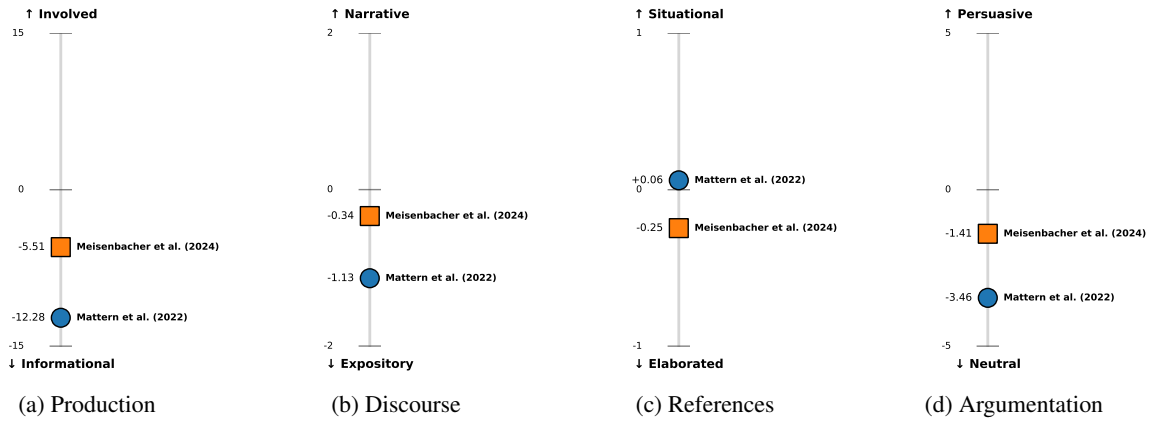 ↑ Involved
15
0
-5.51 Meisenbacher et al. (2024)
-12.28 Mattern et al. (2022)
-15
↓ Informational
(a) Production
↑ Narrative
2
0
-0.34 Meisenbacher et al. (2024)
-1.13 Mattern et al. (2022)
-2
↓ Expository
(b) Discourse
↑ Situational
1
+0.06 Mattern et al. (2022)
0
-0.25 Meisenbacher et al. (2024)
-1
↓ Elaborated
(c) References
↑ Persuasive
5
0
-1.41 Meisenbacher et al. (2024)
-3.46 Mattern et al. (2022)
-5
↓ Neutral
(d) Argumentation